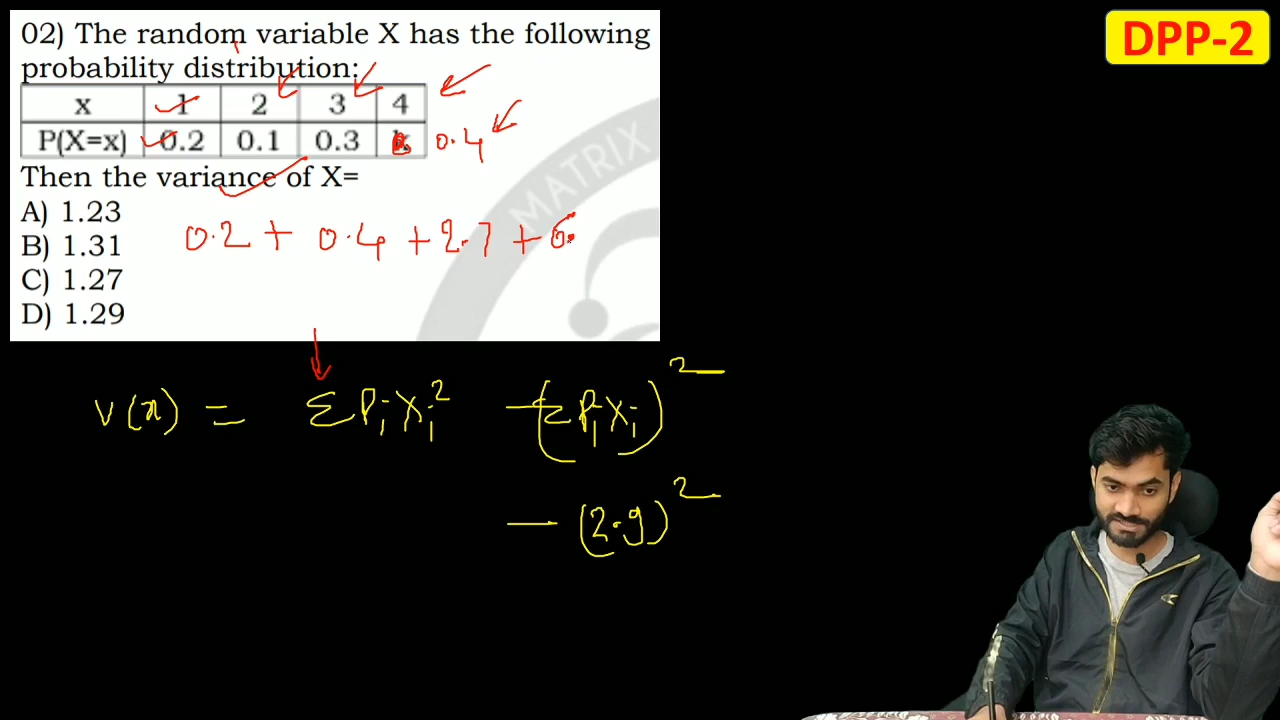 DPP-2
02) The random variable X has the following
probability distribution:
x 1 2 3 4
P(X=x) 0.2 0.1 0.3 k 0.4
Then the variance of X=
A) 1.23
B) 1.31
C) 1.27
D) 1.29
0.2 + 0.4 + 2.7 + 6.
MATRIX
v(x) = ΣPᵢXᵢ² - (ΣPᵢXᵢ)²
- (2.9)²